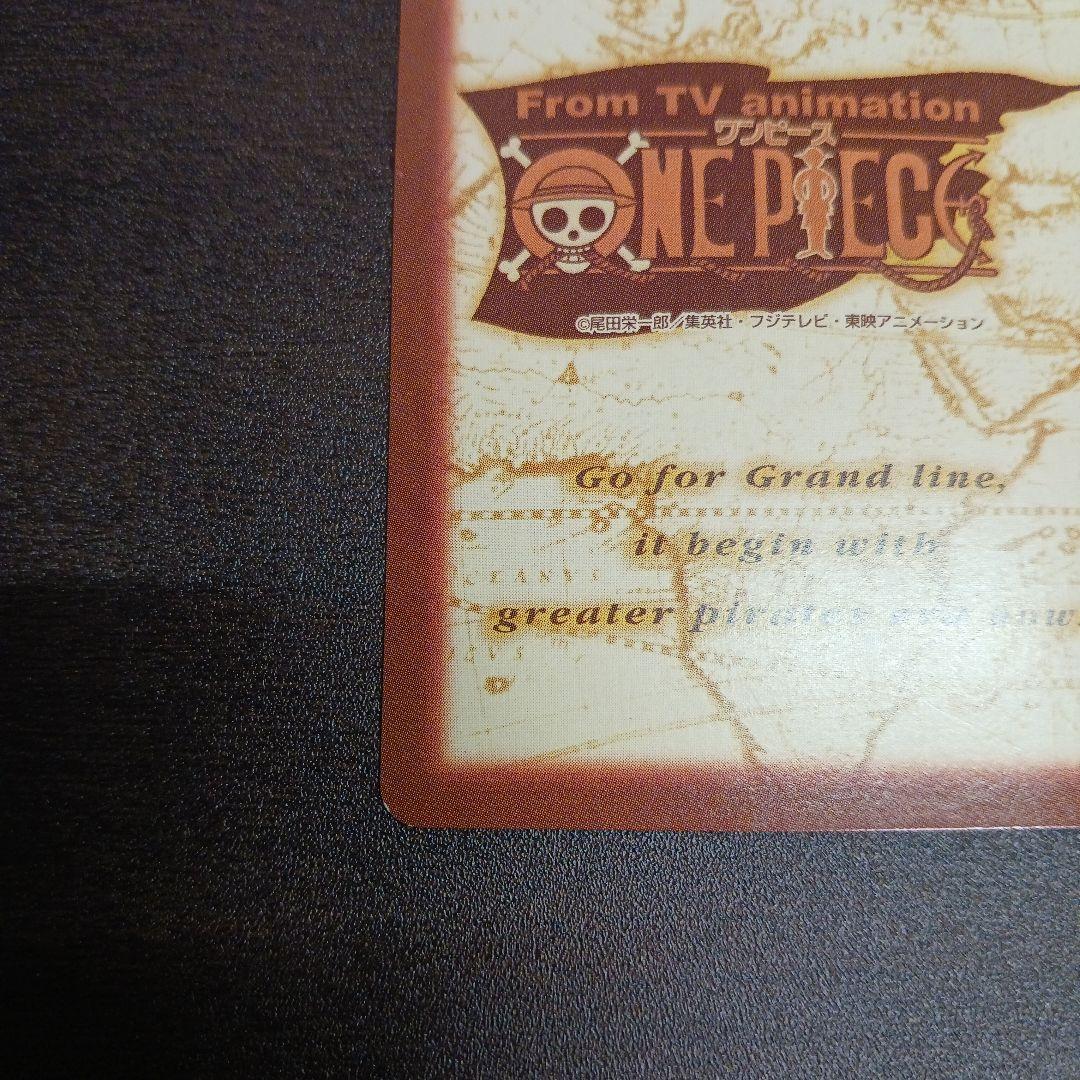 From TV animation
ワンピース
ONE PIECE
©尾田栄一郎／集英社・フジテレビ・東映アニメーション
Go for Grand line,
it begin with
greater pirates era